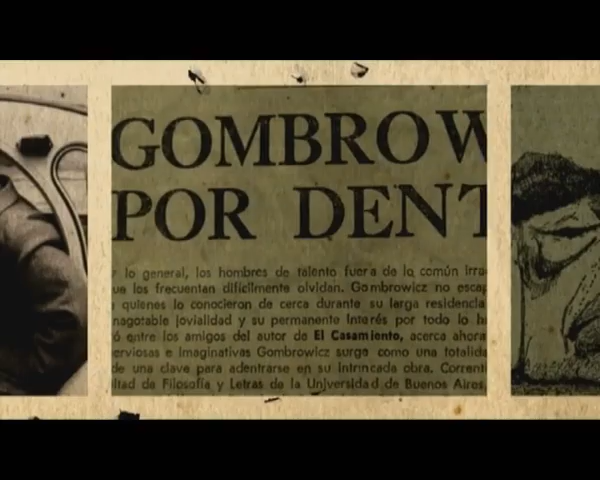 GOMBROW
POR DENT
r lo general, los hombres de talento fuera de lo común irra
ue los frecuentan difícilmente olvidan. Gombrowicz no escap
quienes lo conocieron de cerca durante su larga residencia
nagotable jovialidad y su permanente interés por todo lo h
ó entre los amigos del autor de El Casamiento, acerca ahora
erviosas e imaginativas Gombrowicz surge como una totalida
de una clave para adentrarse en su intrincada obra. Corrent
ltad de Filosofía y Letras de la Universidad de Buenos Aires,